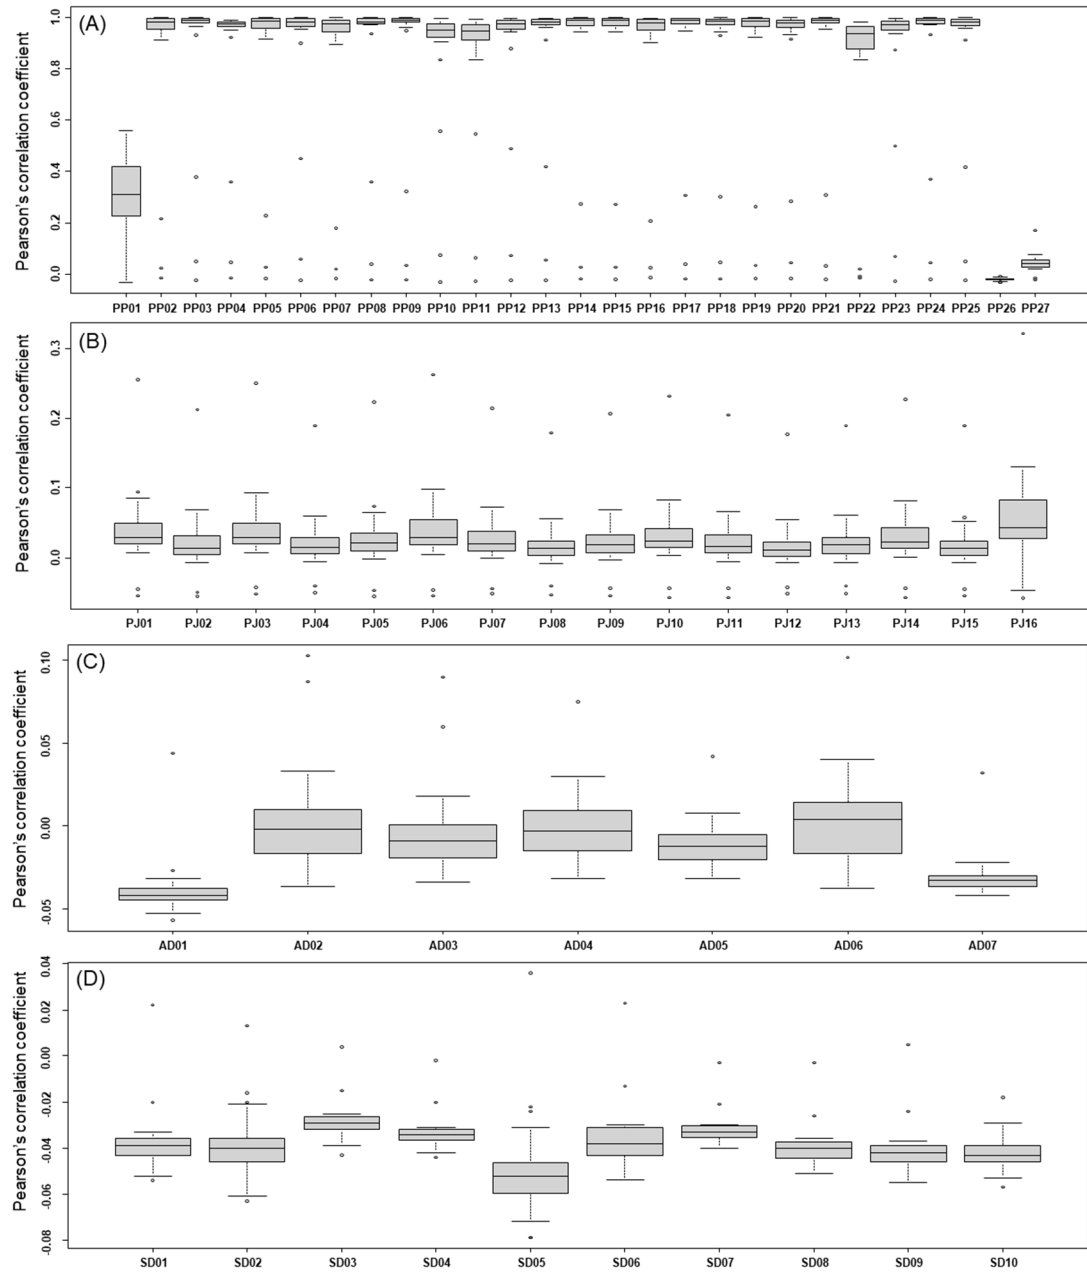 (A)
Pearson's correlation coefficient
1.0
0.8
0.6
0.4
0.2
0.0
PP01 PP02 PP03 PP04 PP05 PP06 PP07 PP08 PP09 PP10 PP11 PP12 PP13 PP14 PP15 PP16 PP17 PP18 PP19 PP20 PP21 PP22 PP23 PP24 PP25 PP26 PP27
(B)
Pearson's correlation coefficient
0.3
0.2
0.1
0.0
PJ01 PJ02 PJ03 PJ04 PJ05 PJ06 PJ07 PJ08 PJ09 PJ10 PJ11 PJ12 PJ13 PJ14 PJ15 PJ16
(C)
Pearson's correlation coefficient
0.10
0.05
0.00
-0.05
AD01 AD02 AD03 AD04 AD05 AD06 AD07
(D)
Pearson's correlation coefficient
0.04
0.02
0.00
-0.02
-0.04
-0.06
-0.08
SD01 SD02 SD03 SD04 SD05 SD06 SD07 SD08 SD09 SD10